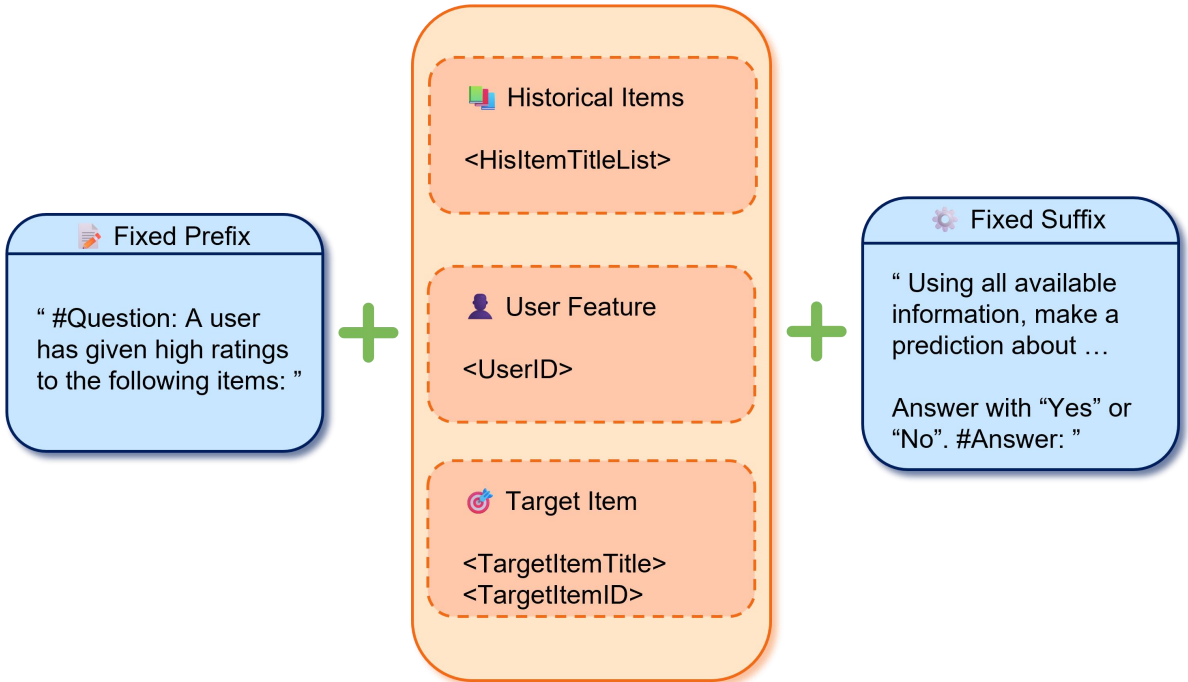 Fixed Prefix
“ #Question: A user
has given high ratings
to the following items: ”
Historical Items
<HisItemTitleList>
User Feature
<UserID>
Target Item
<TargetItemTitle>
<TargetItemID>
Fixed Suffix
“ Using all available
information, make a
prediction about ...
Answer with “Yes” or
“No”. #Answer: ”